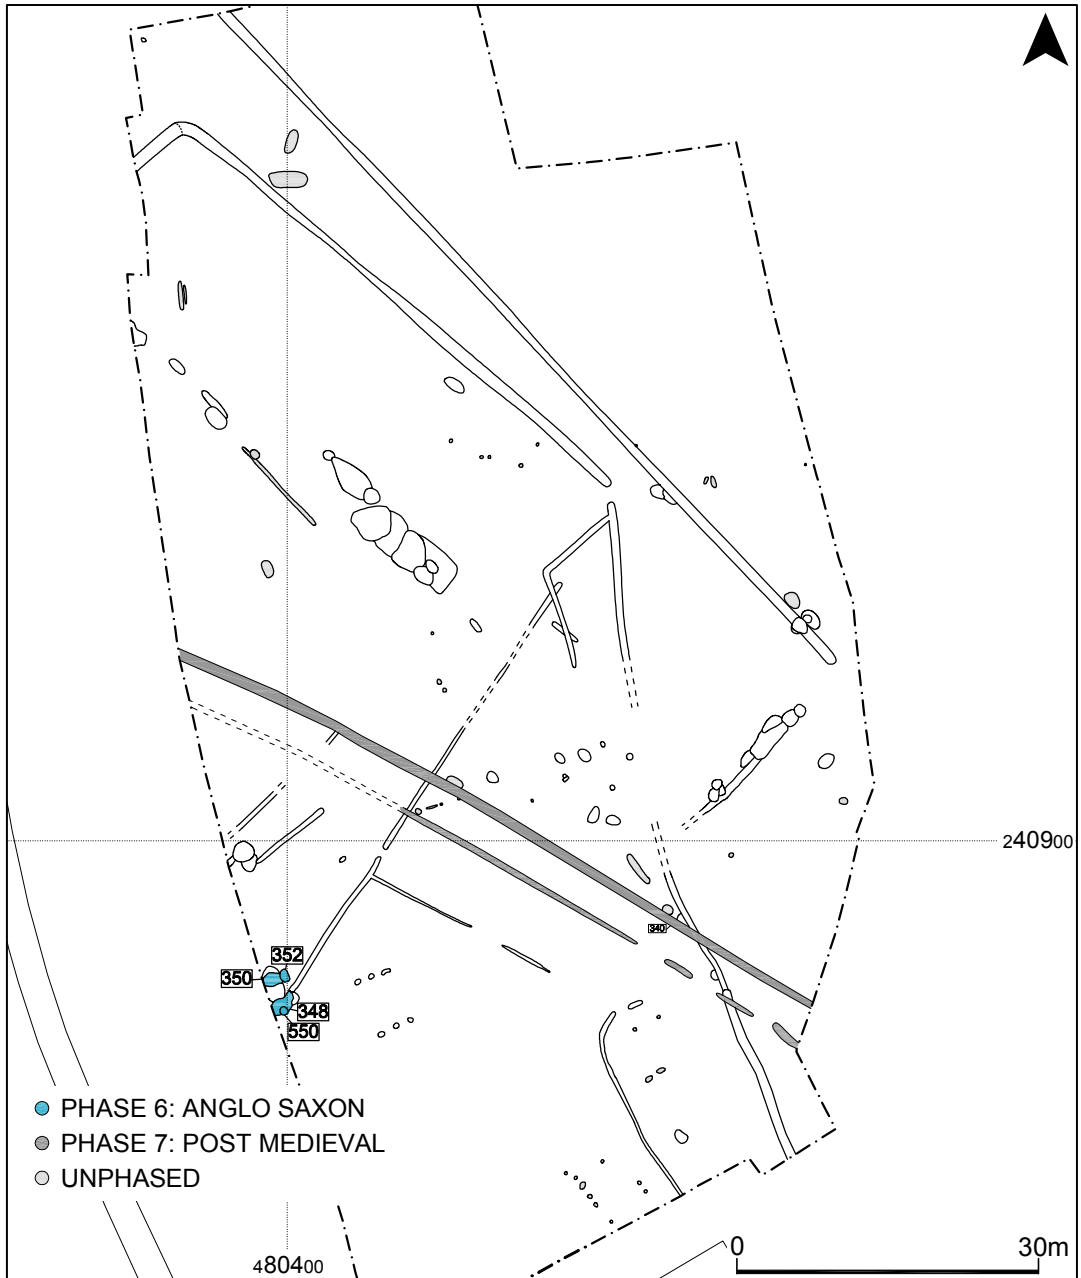 240900
340
352
350
348
550
PHASE 6: ANGLO SAXON
PHASE 7: POST MEDIEVAL
UNPHASED
0 30m
480400